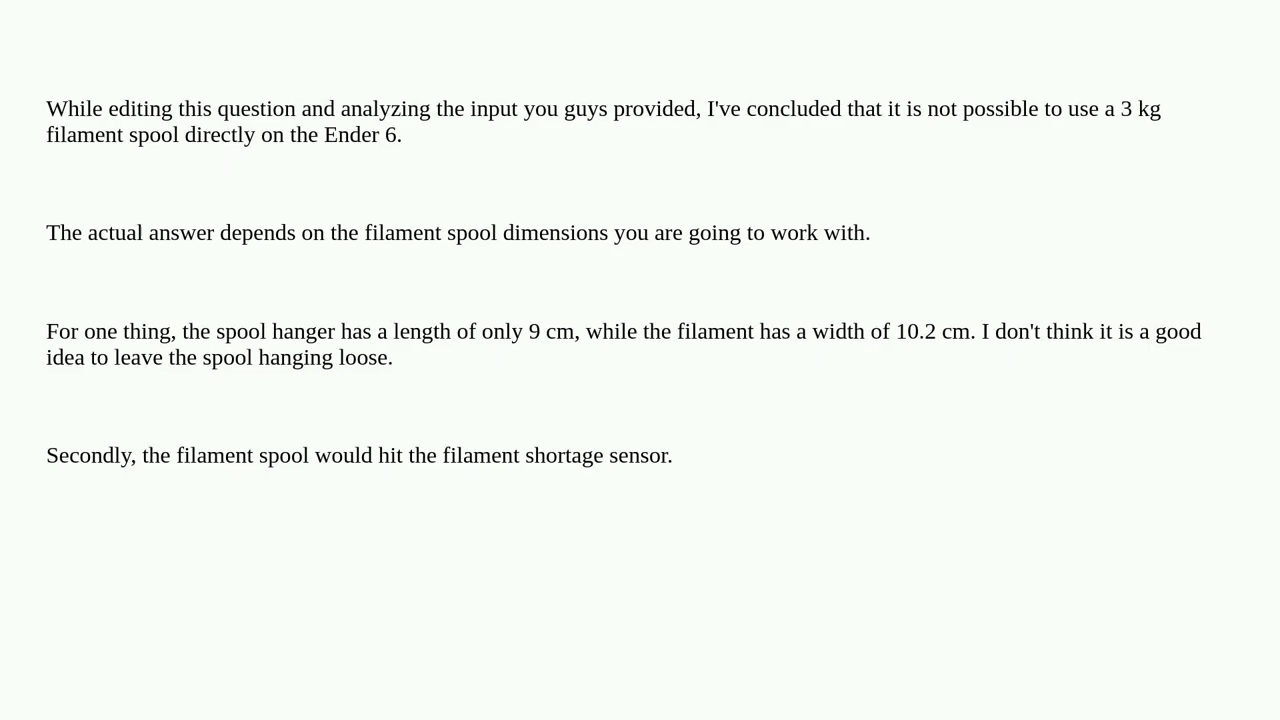 While editing this question and analyzing the input you guys provided, I've concluded that it is not possible to use a 3 kg
filament spool directly on the Ender 6.
The actual answer depends on the filament spool dimensions you are going to work with.
For one thing, the spool hanger has a length of only 9 cm, while the filament has a width of 10.2 cm. I don't think it is a good
idea to leave the spool hanging loose.
Secondly, the filament spool would hit the filament shortage sensor.